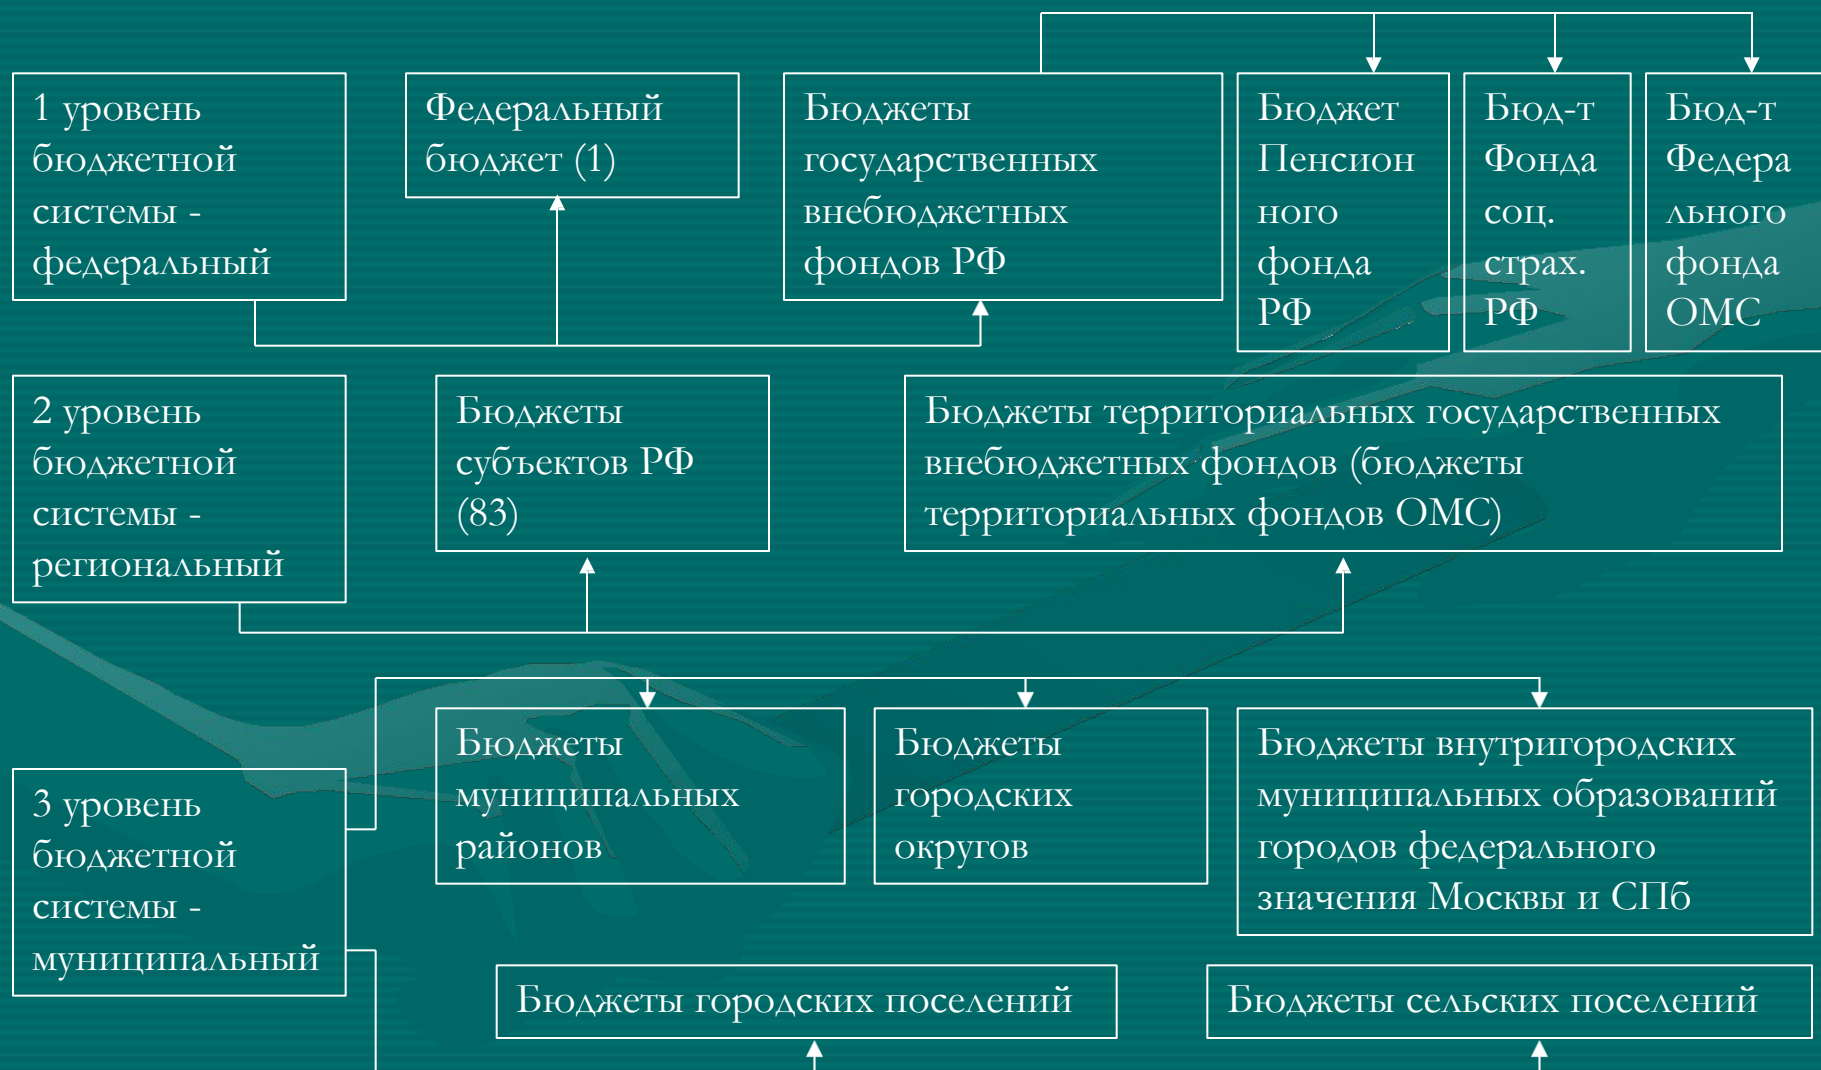 1 уровень
бюджетной
системы -
федеральный
Федеральный
бюджет (1)
Бюджеты
государственных
внебюджетных
фондов РФ
Бюджет
Пенсион
ного
фонда
РФ
Бюд-т
Фонда
соц.
страх.
РФ
Бюд-т
Федера
льного
фонда
ОМС
2 уровень
бюджетной
системы -
региональный
Бюджеты
субъектов РФ
(83)
Бюджеты территориальных государственных
внебюджетных фондов (бюджеты
территориальных фондов ОМС)
3 уровень
бюджетной
системы -
муниципальный
Бюджеты
муниципальных
районов
Бюджеты
городских
округов
Бюджеты внутригородских
муниципальных образований
городов федерального
значения Москвы и СПб
Бюджеты городских поселений
Бюджеты сельских поселений